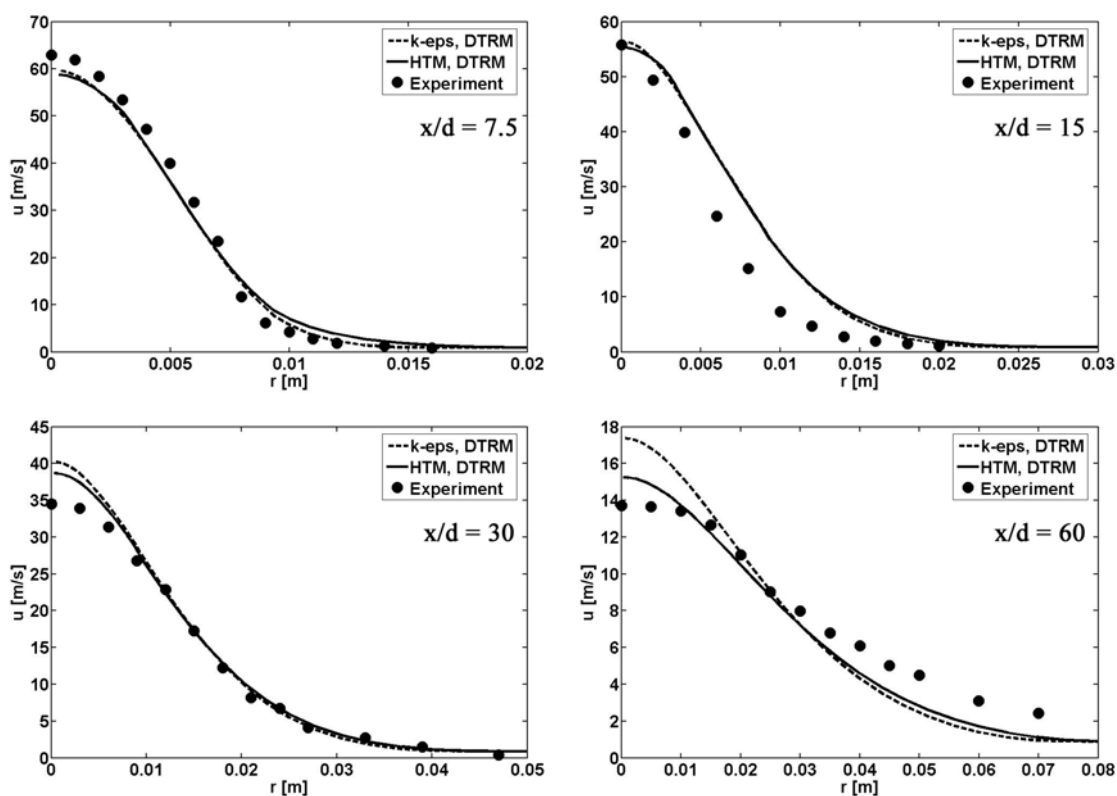 70
60
50
40
30
20
10
0
u [m/s]
0.005
0.01
0.015
0.02
r [m]
k-eps, DTRM
HTM, DTRM
Experiment
x/d = 7.5
60
50
40
30
20
10
0
u [m/s]
0
0.005
0.01
0.015
0.02
0.025
0.03
r [m]
k-eps, DTRM
HTM, DTRM
Experiment
x/d = 15
45
40
35
30
25
20
15
10
5
0
u [m/s]
0
0.01
0.02
0.03
0.04
0.05
r [m]
k-eps, DTRM
HTM, DTRM
Experiment
x/d = 30
18
16
14
12
10
8
6
4
2
0
u [m/s]
0
0.01
0.02
0.03
0.04
0.05
0.06
0.07
0.08
r [m]
k-eps, DTRM
HTM, DTRM
Experiment
x/d = 60